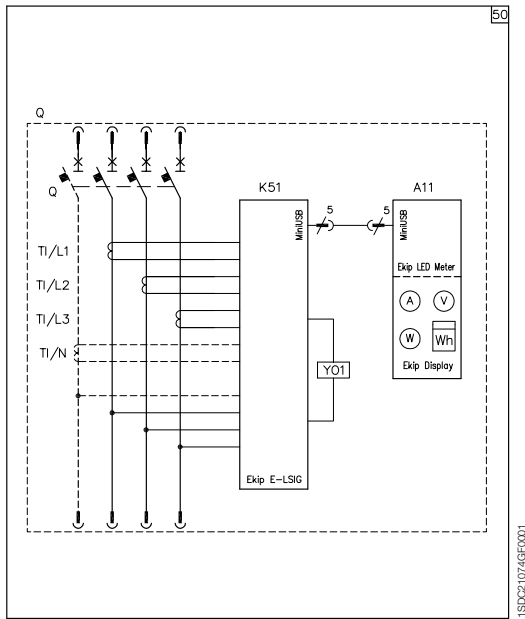 50
Q
Q
K51
A11
MiniUSB
5
5
MiniUSB
TI/L1
TI/L2
TI/L3
TI/N
Ekip LED Meter
A
V
W
Wh
Ekip Display
YO1
Ekip E-LSIG
1SDC21074GF0001